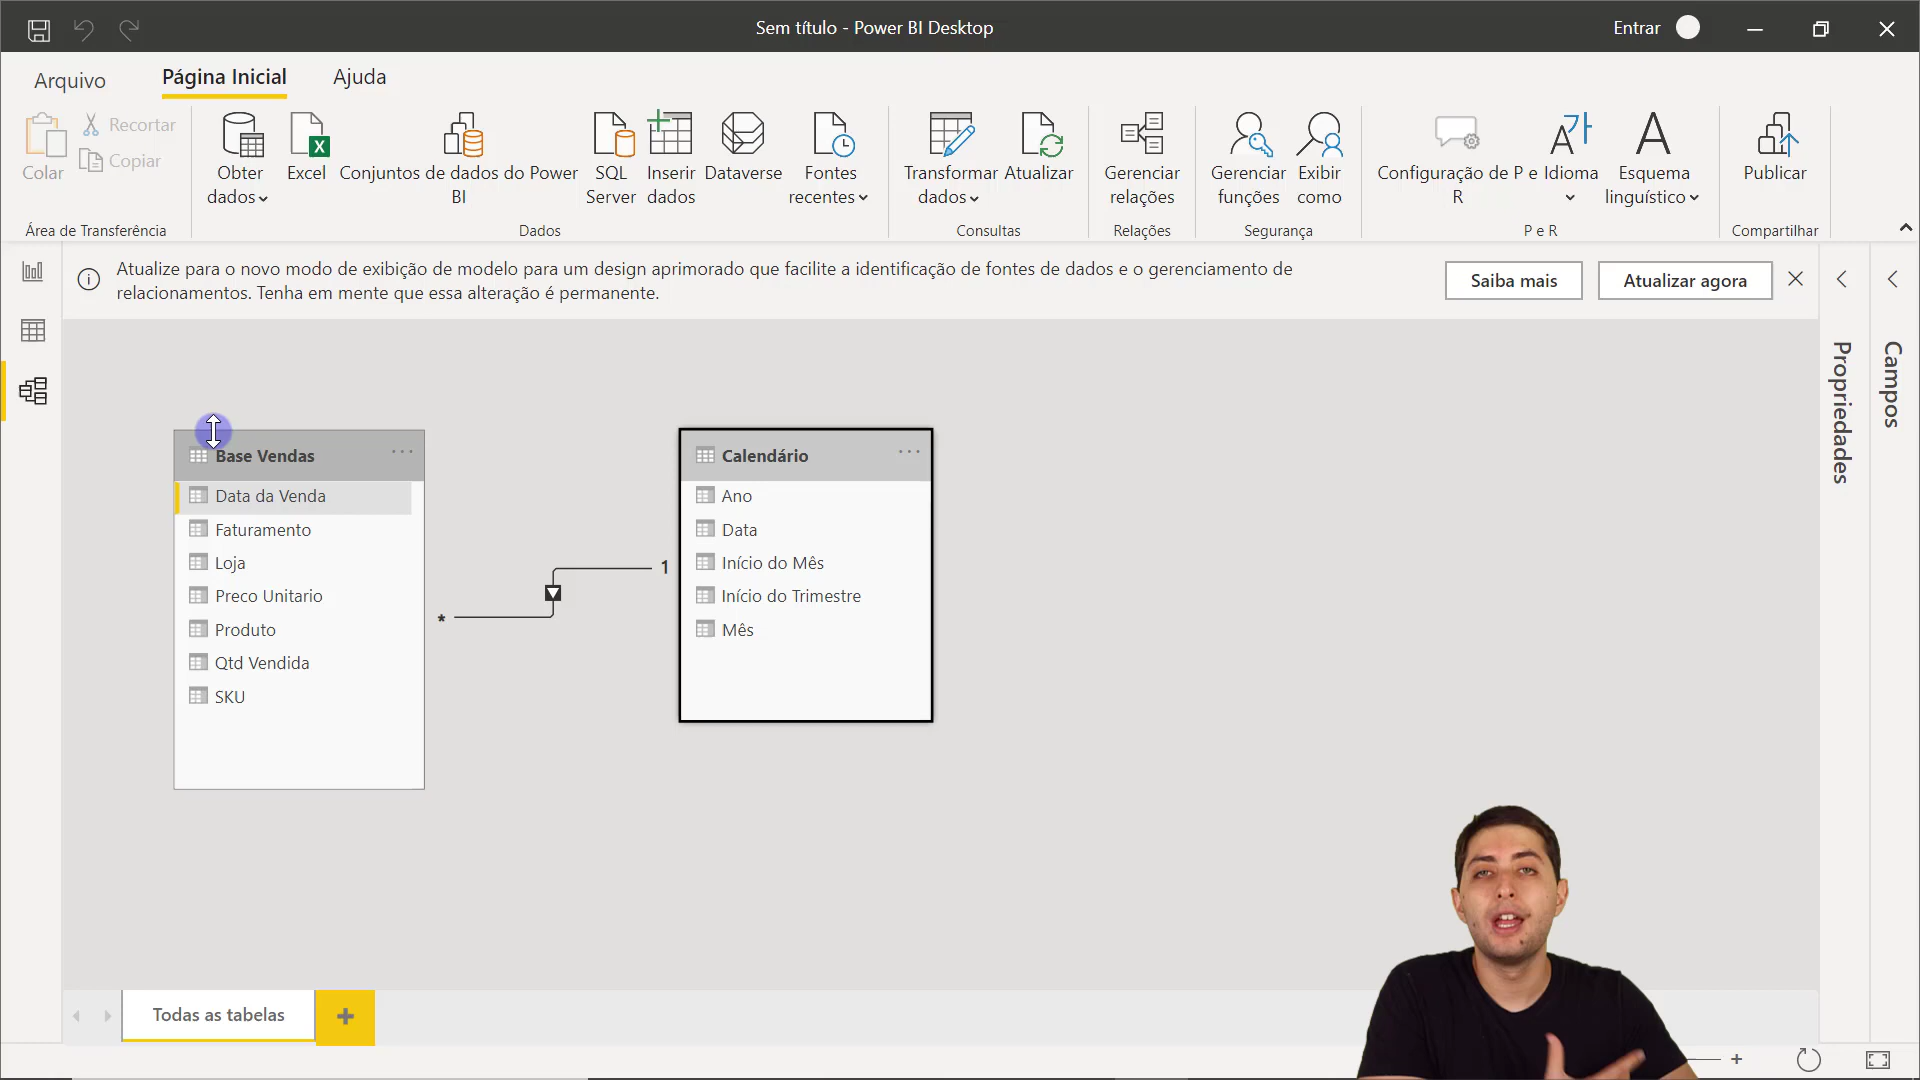 Sem título - Power BI Desktop
Entrar
Arquivo
Página Inicial
Ajuda
Colar
Recortar
Copiar
Área de Transferência
Obter
dados
Excel
Conjuntos de dados do Power
BI
SQL
Server
Inserir
dados
Dataverse
Fontes
recentes
Dados
Transformar
dados
Atualizar
Consultas
Gerenciar
relações
Relações
Gerenciar
funções
Exibir
como
Segurança
Configuração de P e
R
Idioma
Esquema
linguístico
P e R
Publicar
Compartilhar
Atualize para o novo modo de exibição de modelo para um design aprimorado que facilite a identificação de fontes de dados e o gerenciamento de
relacionamentos. Tenha em mente que essa alteração é permanente.
Saiba mais
Atualizar agora
Propriedades
Campos
Base Vendas
Data da Venda
Faturamento
Loja
Preco Unitario
Produto
Qtd Vendida
SKU
*
1
Calendário
Ano
Data
Início do Mês
Início do Trimestre
Mês
Todas as tabelas